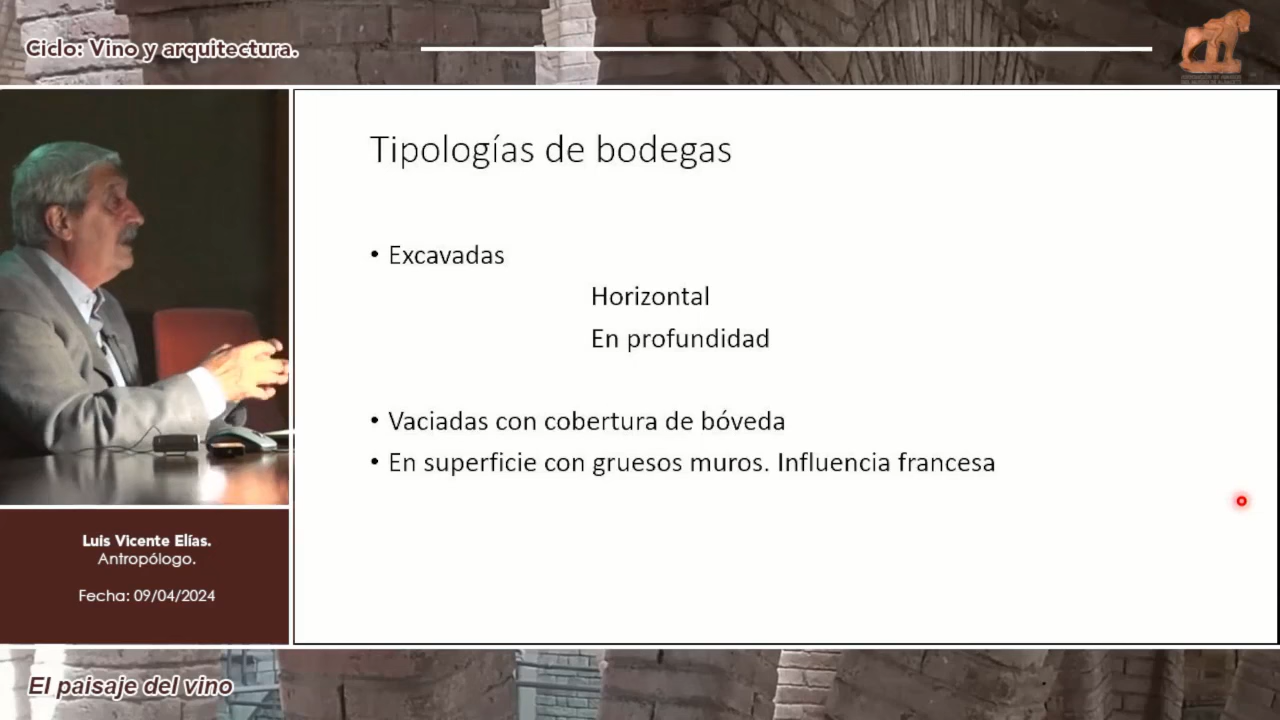 Ciclo: Vino y arquitectura.
Tipologías de bodegas
• Excavadas
Horizontal
En profundidad
• Vaciadas con cobertura de bóveda
• En superficie con gruesos muros. Influencia francesa
Luis Vicente Elías.
Antropólogo.
Fecha: 09/04/2024
El paisaje del vino